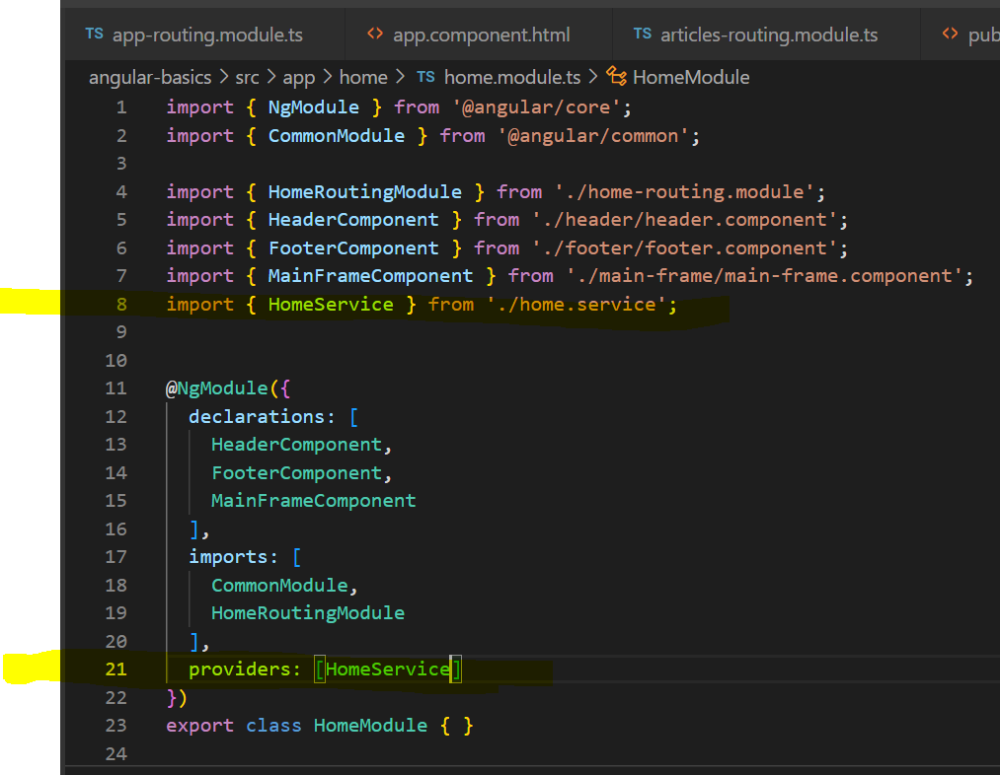 TS app-routing.module.ts <> app.component.html TS articles-routing.module.ts <> pub
angular-basics > src > app > home > TS home.module.ts > HomeModule
1 import { NgModule } from '@angular/core';
2 import { CommonModule } from '@angular/common';
3
4 import { HomeRoutingModule } from './home-routing.module';
5 import { HeaderComponent } from './header/header.component';
6 import { FooterComponent } from './footer/footer.component';
7 import { MainFrameComponent } from './main-frame/main-frame.component';
8 import { HomeService } from './home.service';
9
10
11 @NgModule({
12 declarations: [
13 HeaderComponent,
14 FooterComponent,
15 MainFrameComponent
16 ],
17 imports: [
18 CommonModule,
19 HomeRoutingModule
20 ],
21 providers: [HomeService]
22 })
23 export class HomeModule { }
24